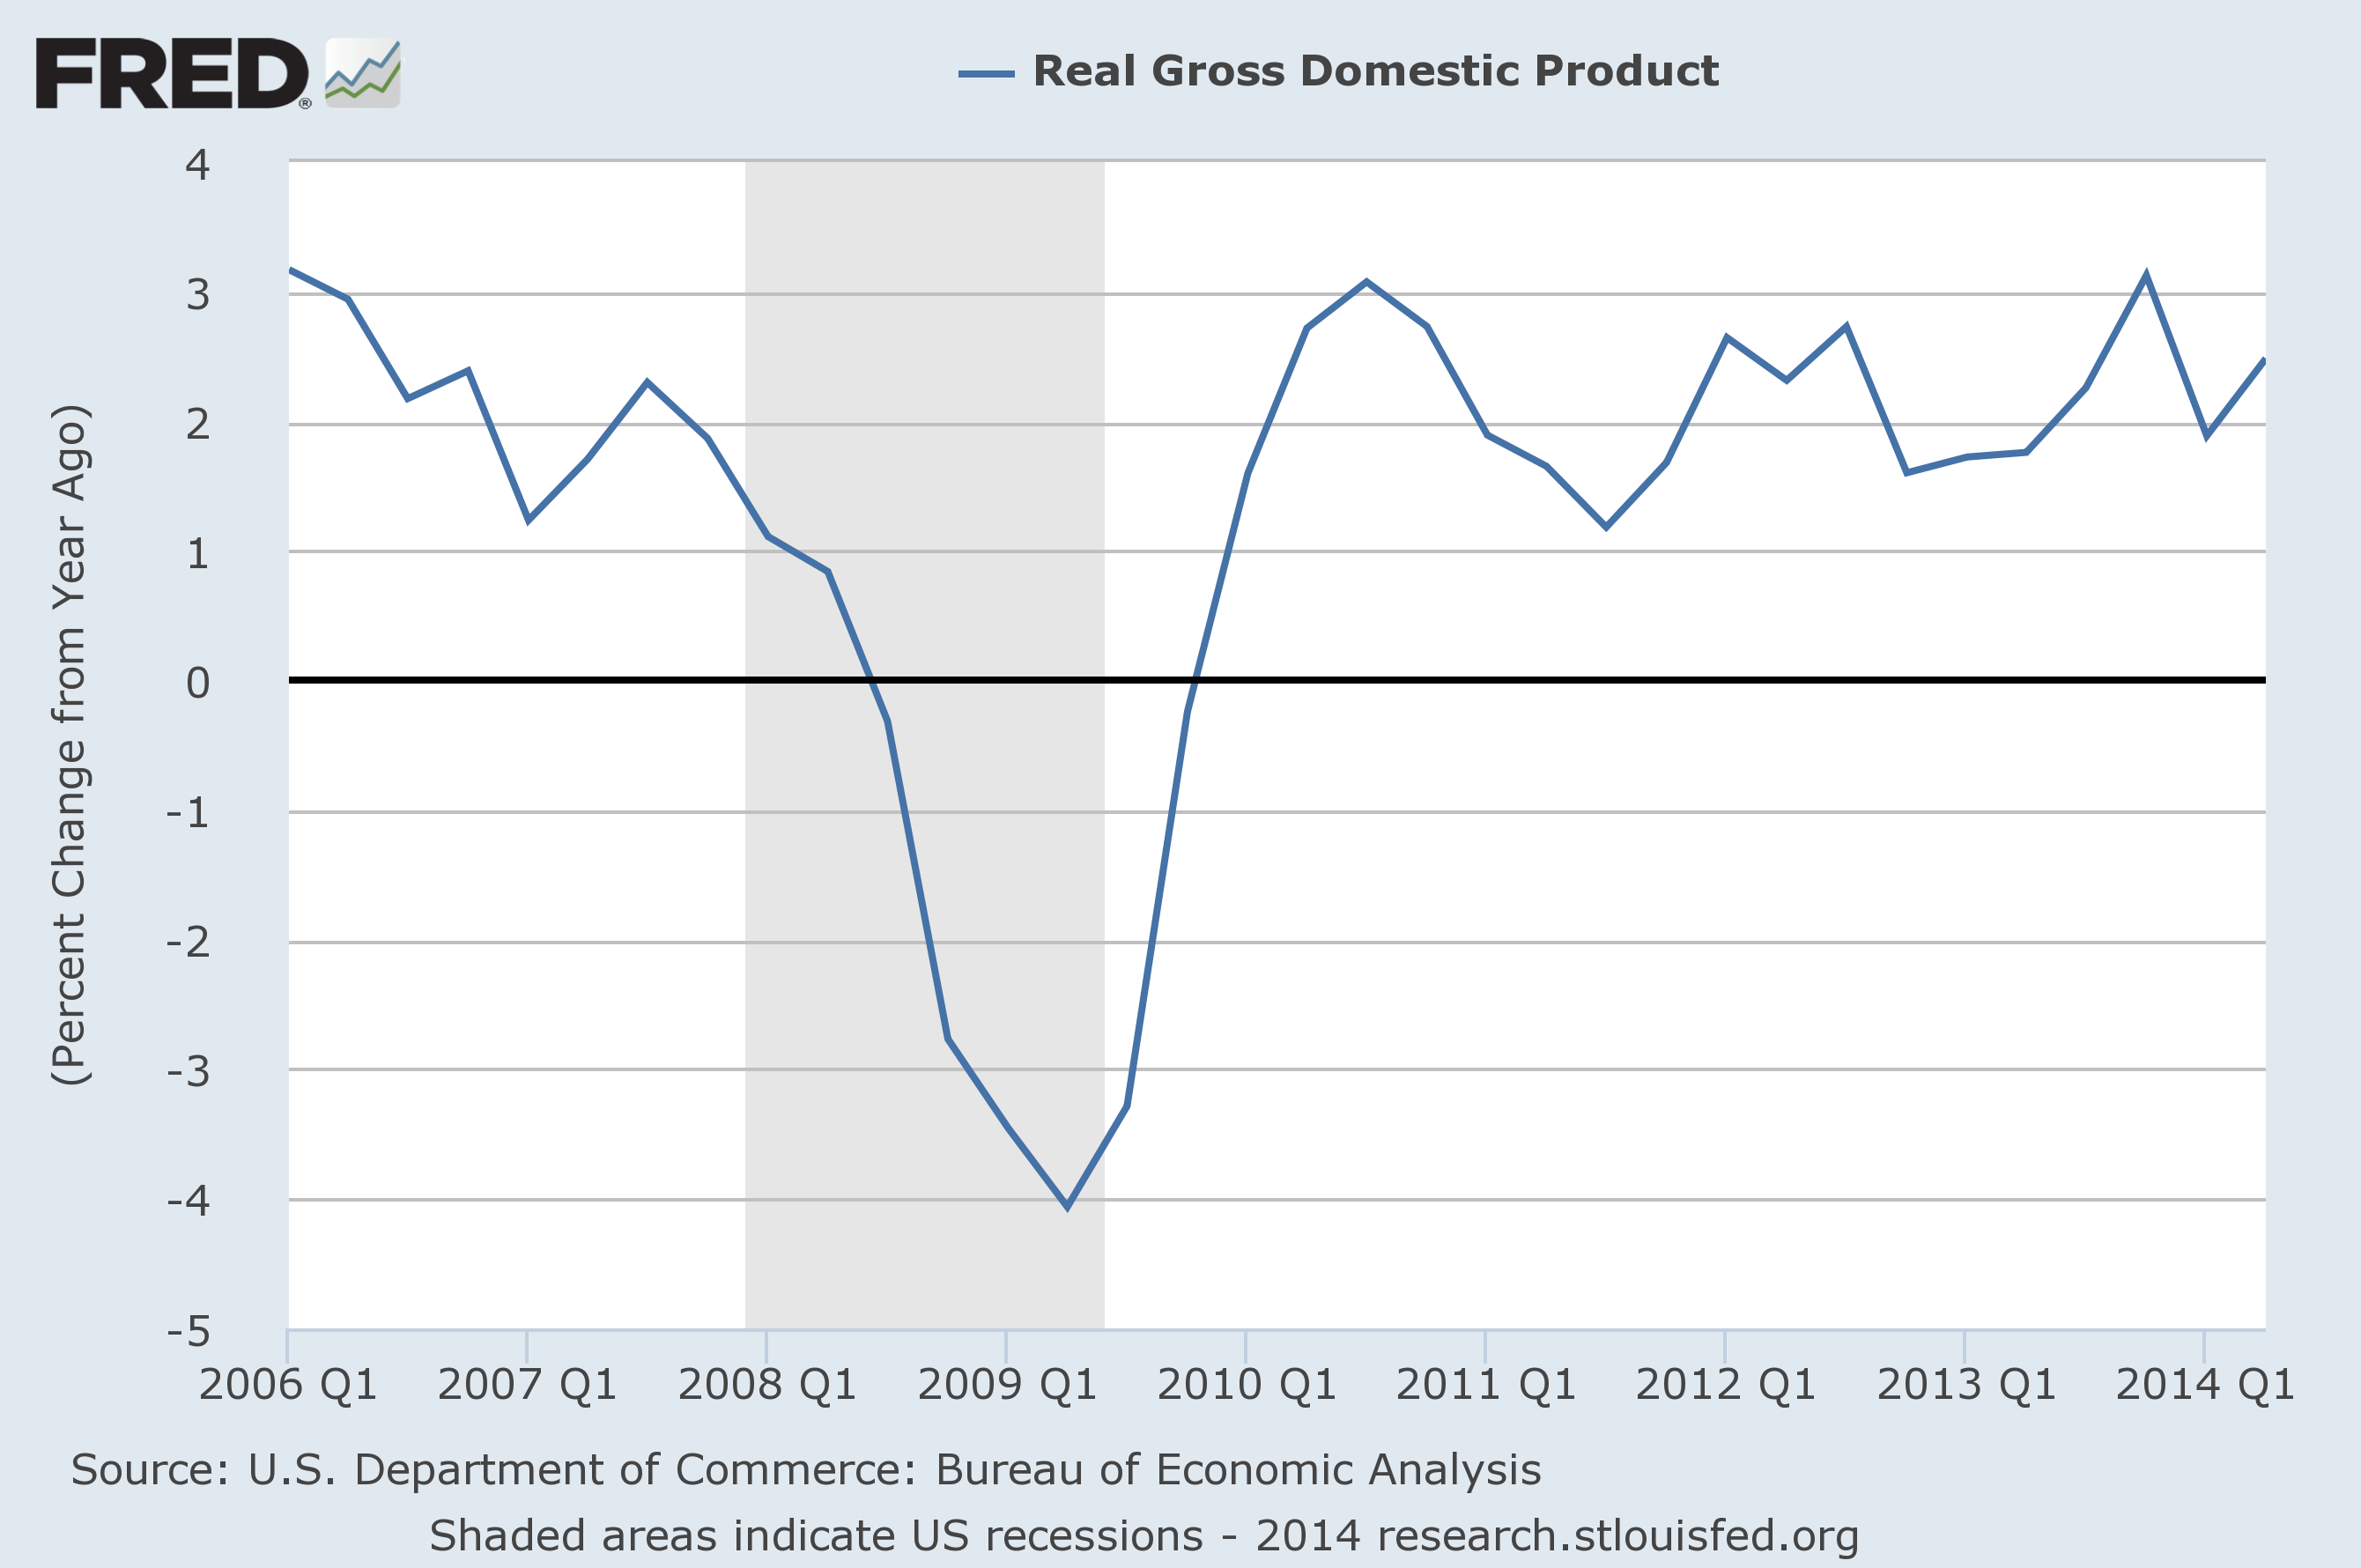 FRED®
Real Gross Domestic Product
4
3
2
1
0
-1
-2
-3
-4
-5
(Percent Change from Year Ago)
2006 Q1 2007 Q1 2008 Q1 2009 Q1 2010 Q1 2011 Q1 2012 Q1 2013 Q1 2014 Q1
Source: U.S. Department of Commerce: Bureau of Economic Analysis
Shaded areas indicate US recessions - 2014 research.stlouisfed.org